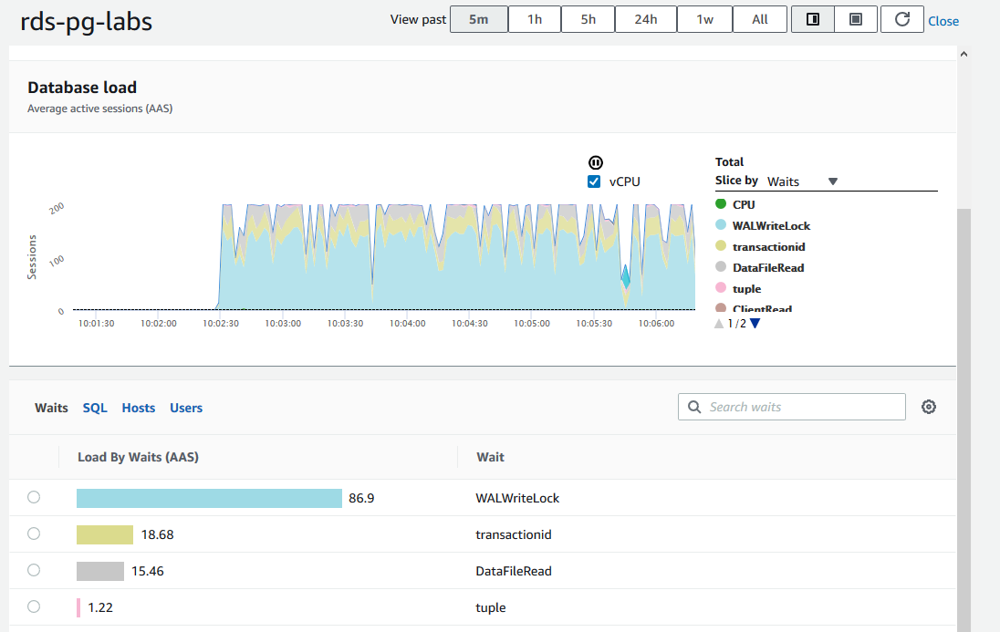 rds-pg-labs
View past 5m 1h 5h 24h 1w All Close
Database load
Average active sessions (AAS)
vCPU
Total
Slice by Waits
CPU
WALWriteLock
transactionid
DataFileRead
tuple
ClientRead
1/2
Sessions
200
100
0
10:01:30 10:02:00 10:02:30 10:03:00 10:03:30 10:04:00 10:04:30 10:05:00 10:05:30 10:06:00
Waits SQL Hosts Users
Search waits
Load By Waits (AAS) Wait
86.9 WALWriteLock
18.68 transactionid
15.46 DataFileRead
1.22 tuple